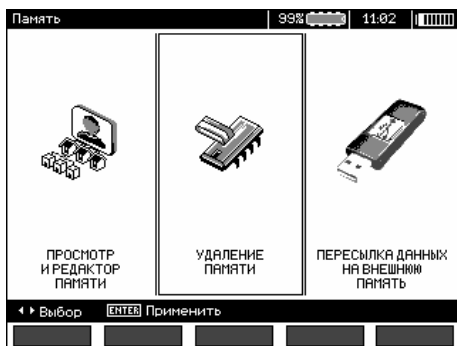 Память 99% 11:02
ПРОСМОТР
И РЕДАКТОР
ПАМЯТИ
УДАЛЕНИЕ
ПАМЯТИ
ПЕРЕСЫЛКА ДАННЫХ
НА ВНЕШНЮЮ
ПАМЯТЬ
Выбор ENTER Применить